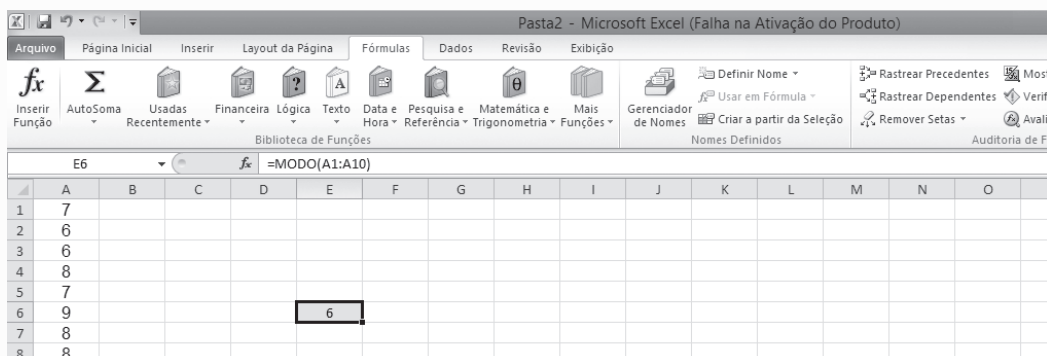 Pasta2 - Microsoft Excel (Falha na Ativação do Produto)
Arquivo Página Inicial Inserir Layout da Página Fórmulas Dados Revisão Exibição
fx Σ ? A θ
Inserir Função
AutoSoma
Usadas Recentemente
Financeira
Lógica
Texto
Data e Hora
Pesquisa e Referência
Matemática e Trigonometria
Mais Funções
Biblioteca de Funções
Gerenciador de Nomes
Definir Nome
Usar em Fórmula
Criar a partir da Seleção
Nomes Definidos
Rastrear Precedentes
Rastrear Dependentes
Remover Setas
Auditoria de F
E6 fx =MODO(A1:A10)
A B C D E F G H I J K L M N O
1 7
2 6
3 6
4 8
5 7
6 9 6
7 8
8 8